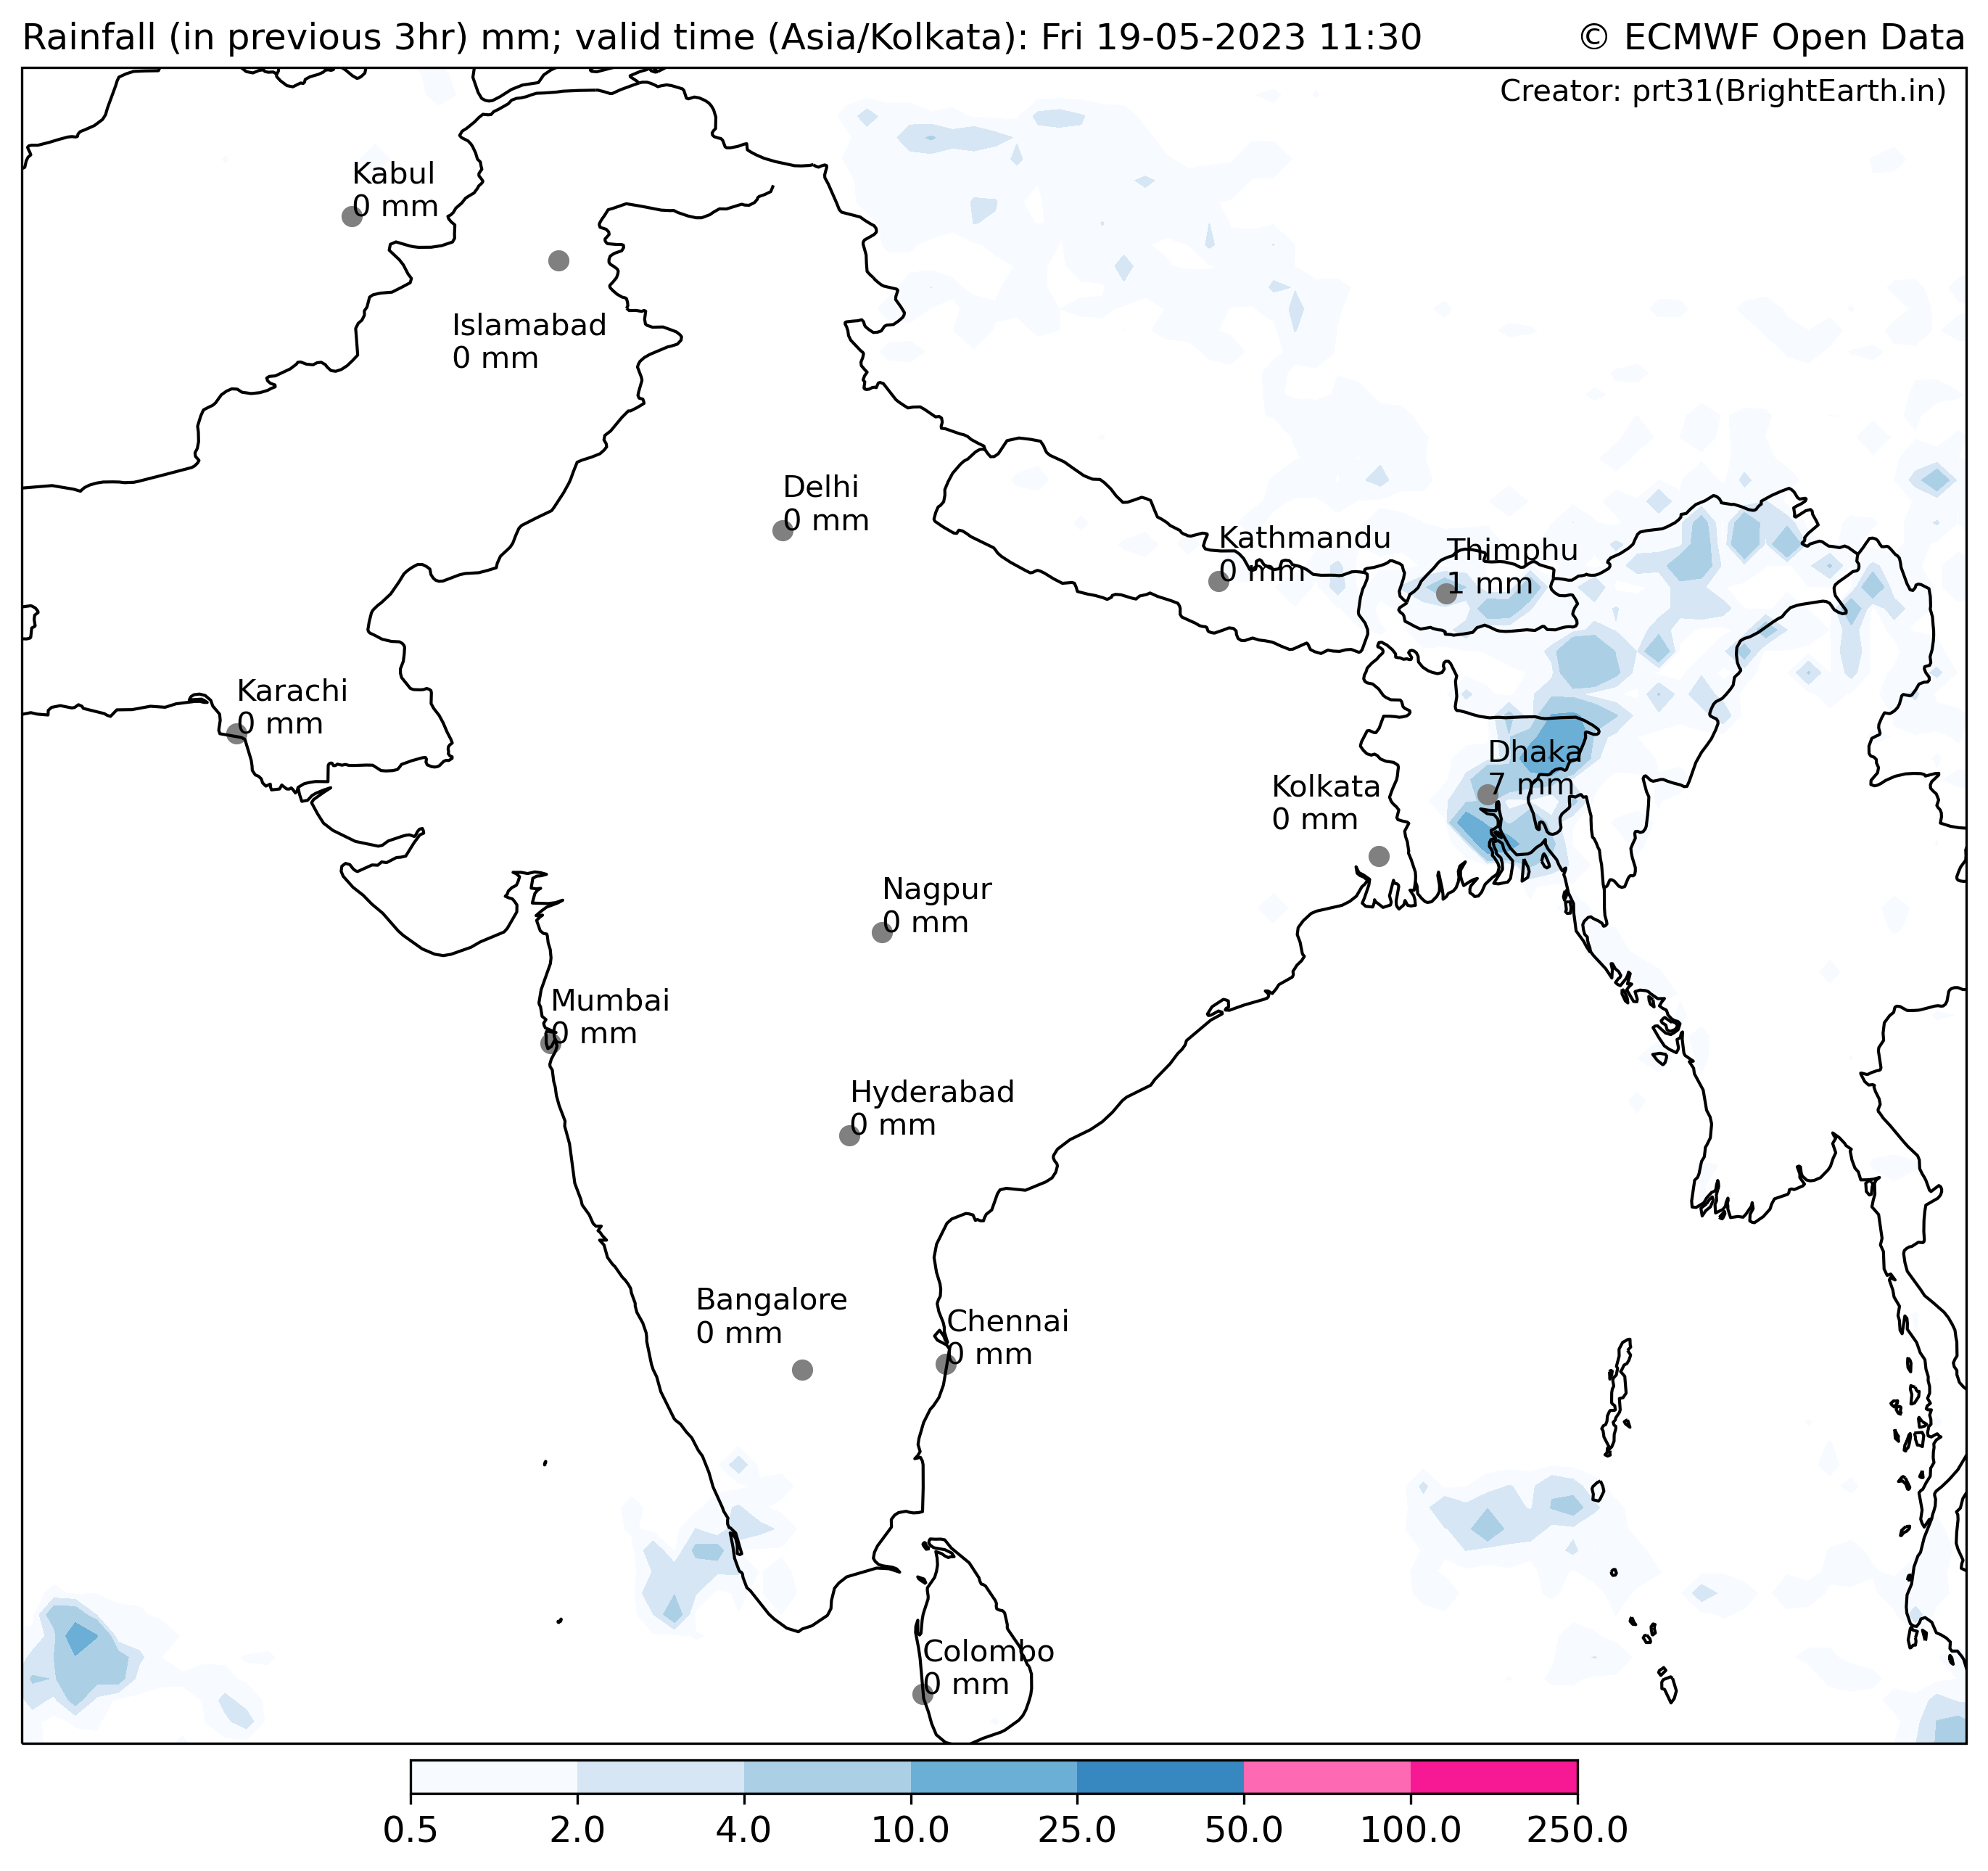 Rainfall (in previous 3hr) mm; valid time (Asia/Kolkata): Fri 19-05-2023 11:30
© ECMWF Open Data
Creator: prt31(BrightEarth.in)
Kabul
0 mm
Islamabad
0 mm
Delhi
0 mm
Kathmandu
0 mm
Thimphu
1 mm
Karachi
0 mm
Dhaka
7 mm
Kolkata
0 mm
Nagpur
0 mm
Mumbai
0 mm
Hyderabad
0 mm
Bangalore
0 mm
Chennai
0 mm
Colombo
0 mm
0.5 2.0 4.0 10.0 25.0 50.0 100.0 250.0